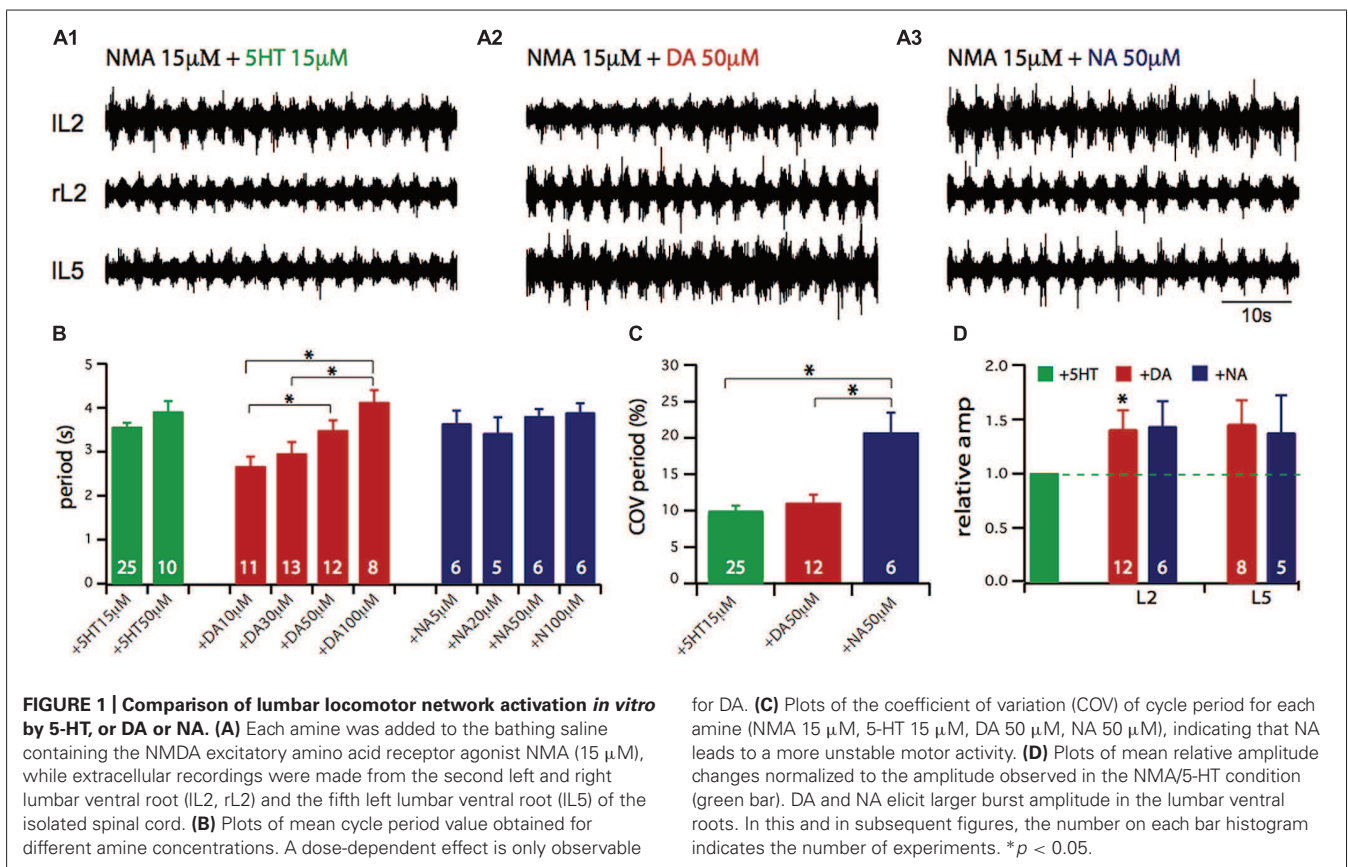 A1
NMA 15µM + 5HT 15µM
A2
NMA 15µM + DA 50µM
A3
NMA 15µM + NA 50µM
lL2
rL2
lL5
10s
B
period (s)
5
4
3
2
1
0
* * *
25 10 11 13 12 8 6 5 6 6
+5HT15µM +5HT50µM +DA10µM +DA30µM +DA50µM +DA100µM +NA5µM +NA20µM +NA50µM +N100µM
C
COV period (%)
30
25
20
15
10
5
0
* *
25 12 6
+5HT15µM +DA50µM +NA50µM
D
relative amp
2.0
1.5
1.0
0.5
0.0
+5HT +DA +NA
*
12 6 8 5
L2 L5
FIGURE 1 | Comparison of lumbar locomotor network activation in vitro
by 5-HT, or DA or NA. (A) Each amine was added to the bathing saline
containing the NMDA excitatory amino acid receptor agonist NMA (15 µM),
while extracellular recordings were made from the second left and right
lumbar ventral root (lL2, rL2) and the fifth left lumbar ventral root (lL5) of the
isolated spinal cord. (B) Plots of mean cycle period value obtained for
different amine concentrations. A dose-dependent effect is only observable
for DA. (C) Plots of the coefficient of variation (COV) of cycle period for each
amine (NMA 15 µM, 5-HT 15 µM, DA 50 µM, NA 50 µM), indicating that NA
leads to a more unstable motor activity. (D) Plots of mean relative amplitude
changes normalized to the amplitude observed in the NMA/5-HT condition
(green bar). DA and NA elicit larger burst amplitude in the lumbar ventral
roots. In this and in subsequent figures, the number on each bar histogram
indicates the number of experiments. *p < 0.05.